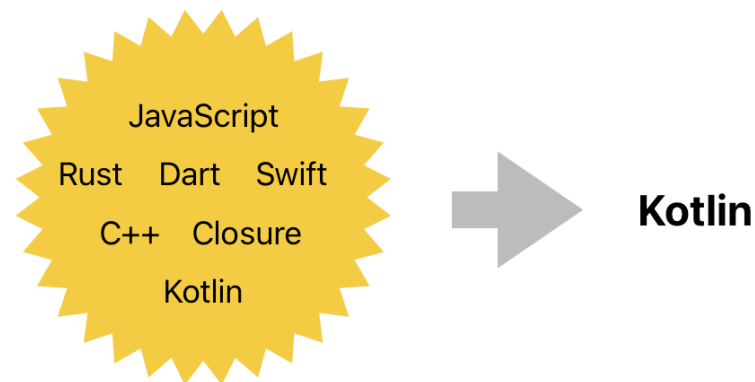 JavaScript
Rust Dart Swift
C++ Closure
Kotlin
Kotlin